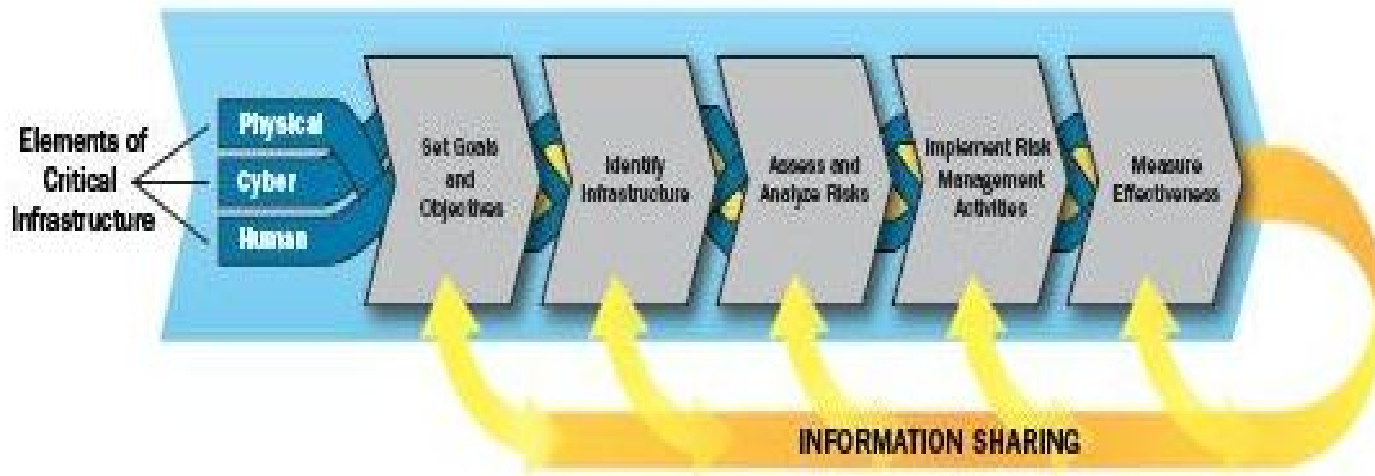 Elements of
Critical
Infrastructure
Physical
Cyber
Human
Set Goals
and
Objectives
Identify
Infrastructure
Assess and
Analyze Risks
Implement Risk
Management
Activities
Measure
Effectiveness
INFORMATION SHARING